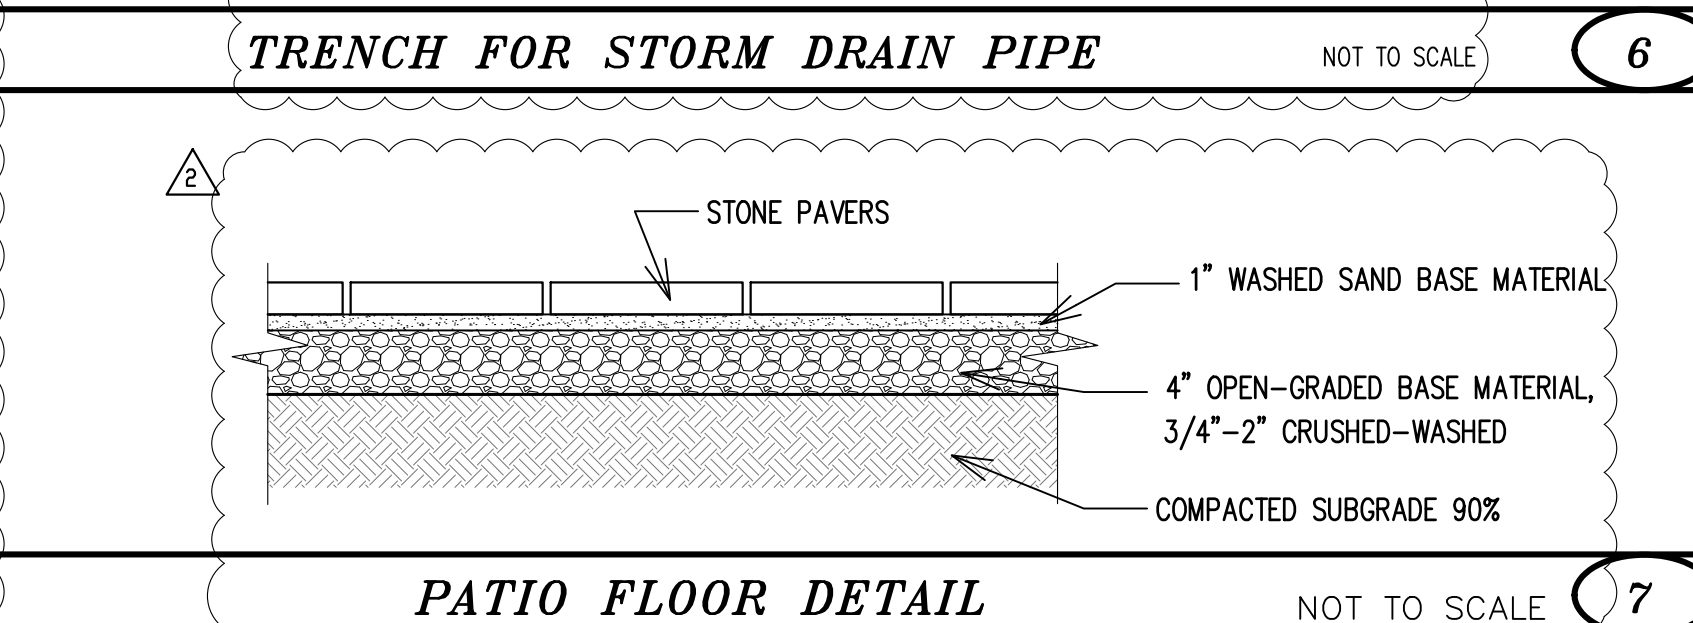 TRENCH FOR STORM DRAIN PIPE NOT TO SCALE 6
2
STONE PAVERS
1" WASHED SAND BASE MATERIAL
4" OPEN-GRADED BASE MATERIAL,
3/4"-2" CRUSHED-WASHED
COMPACTED SUBGRADE 90%
PATIO FLOOR DETAIL NOT TO SCALE 7